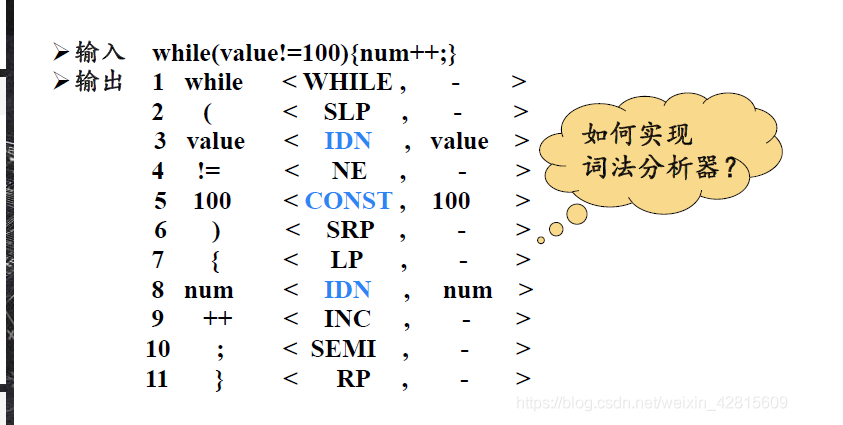 ➢输入 while(value!=100){num++;}
➢输出 1 while < WHILE , - >
2 ( < SLP , - >
3 value < IDN , value >
4 != < NE , - >
5 100 < CONST , 100 >
6 ) < SRP , - >
7 { < LP , - >
8 num < IDN , num >
9 ++ < INC , - >
10 ; < SEMI , - >
11 } < RP , - >
如何实现
词法分析器？
https://blog.csdn.net/weixin_42815609